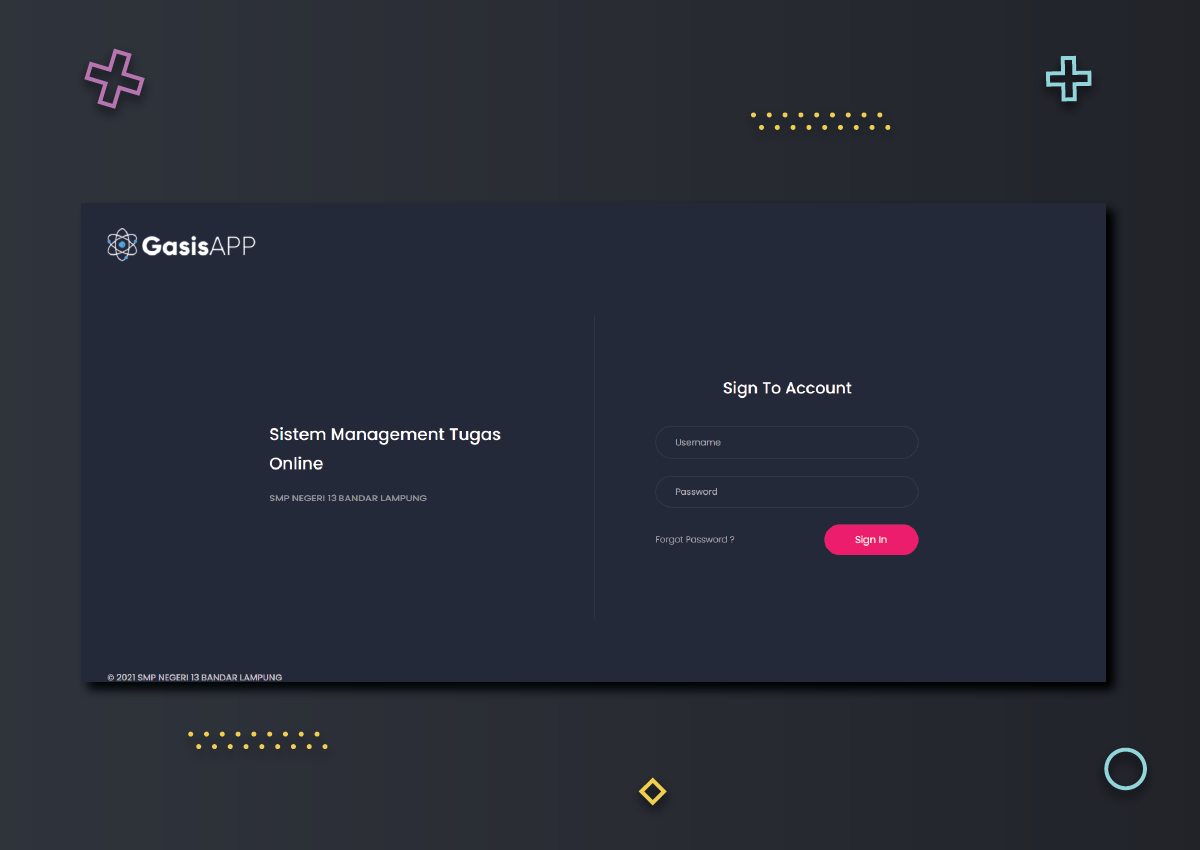 GasisAPP
Sistem Management Tugas
Online
SMP NEGERI 13 BANDAR LAMPUNG
Sign To Account
Username
Password
Forgot Password ?
Sign In
© 2021 SMP NEGERI 13 BANDAR LAMPUNG